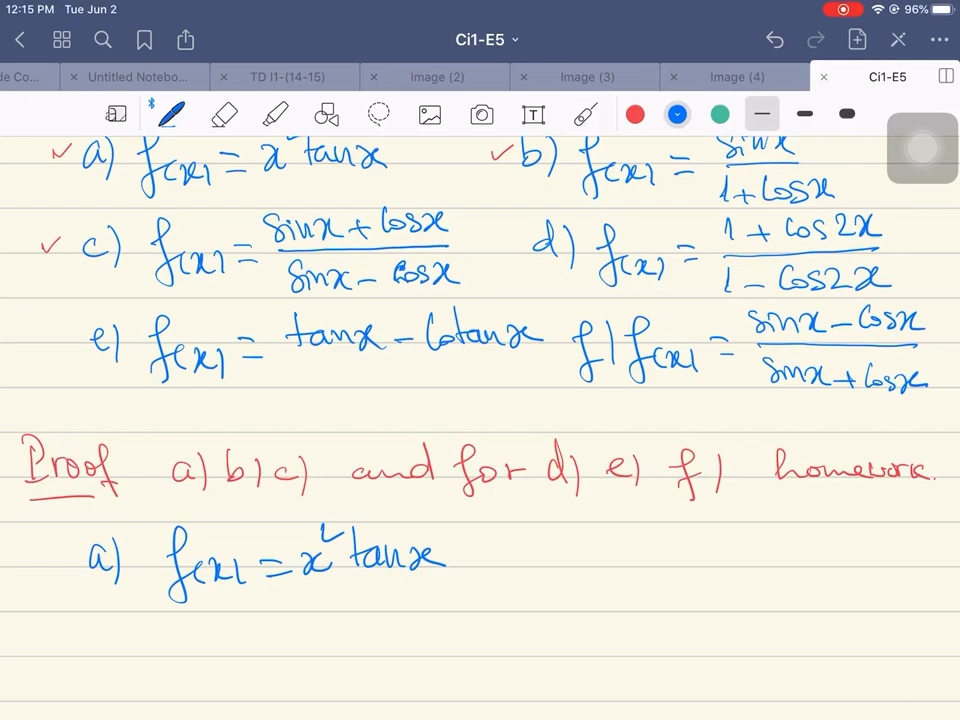 12:15 PM Tue Jun 2 96%
Ci1-E5
de Co... Untitled Notebo... TD I1-(14-15) Image (2) Image (3) Image (4) Ci1-E5
a) f(x) = x² tanx b) f(x) = sinx / 1 + cosx
c) f(x) = sinx + cosx / sinx − cosx d) f(x) = 1 + cos2x / 1 − cos2x
e) f(x) = tanx − cotanx f) f(x) = sinx − cosx / sinx + cosx
Proof a) b) c) and for d) e) f) homework.
a) f(x) = x² tanx